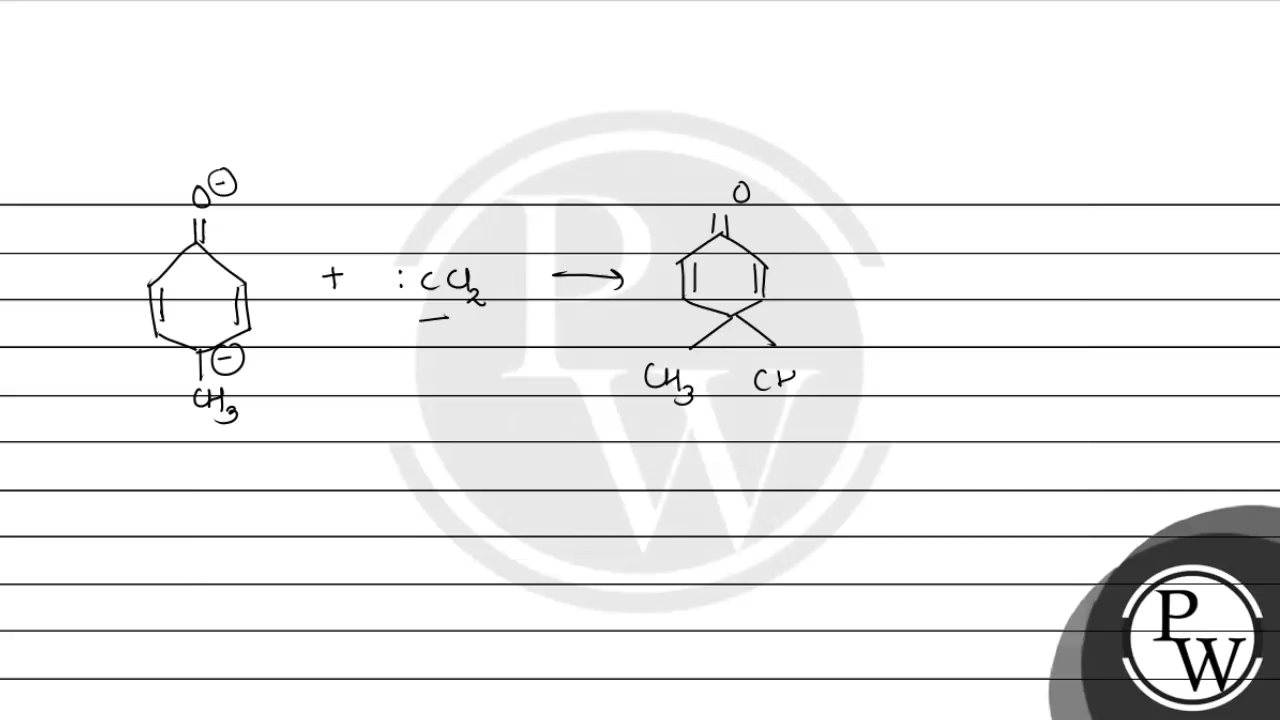 O⊖ O
+ :CCl₂ ⟷
⊖
CH₃ CH₃ CH
P
W
P
W